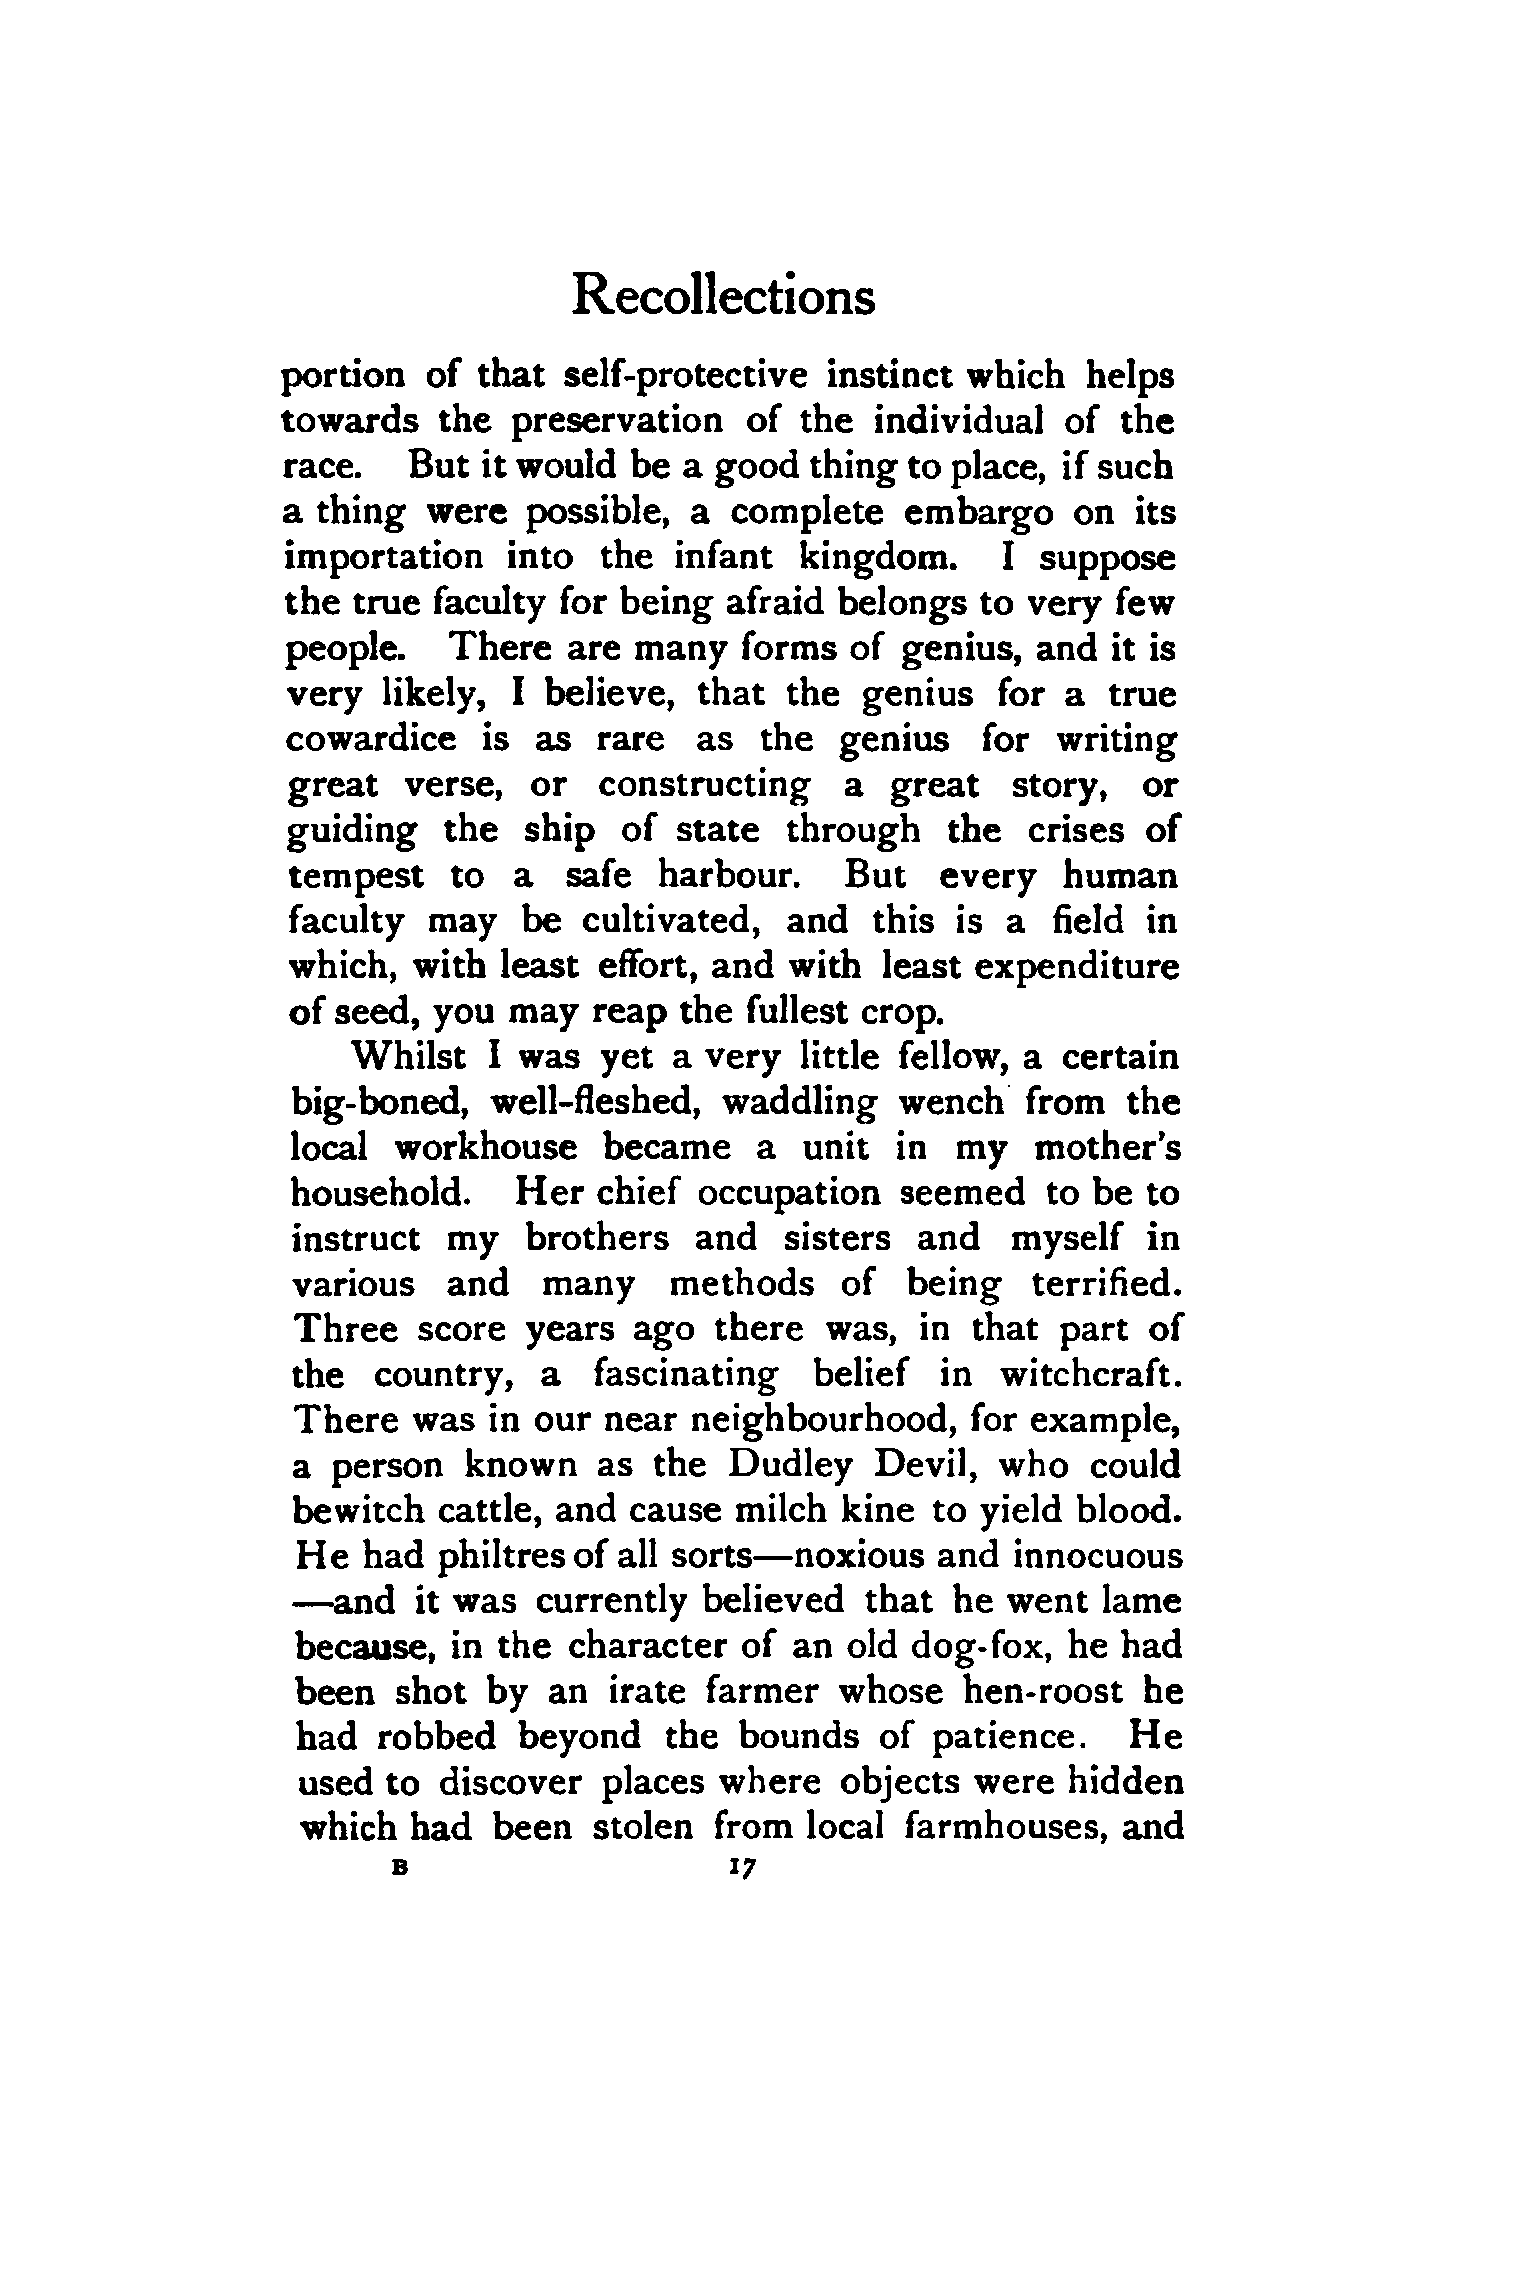 Recollections
portion of that self-protective instinct which helps
towards the preservation of the individual of the
race. But it would be a good thing to place, if such
a thing were possible, a complete embargo on its
importation into the infant kingdom. I suppose
the true faculty for being afraid belongs to very few
people. There are many forms of genius, and it is
very likely, I believe, that the genius for a true
cowardice is as rare as the genius for writing
great verse, or constructing a great story, or
guiding the ship of state through the crises of
tempest to a safe harbour. But every human
faculty may be cultivated, and this is a field in
which, with least effort, and with least expenditure
of seed, you may reap the fullest crop.
Whilst I was yet a very little fellow, a certain
big-boned, well-fleshed, waddling wench from the
local workhouse became a unit in my mother's
household. Her chief occupation seemed to be to
instruct my brothers and sisters and myself in
various and many methods of being terrified.
Three score years ago there was, in that part of
the country, a fascinating belief in witchcraft.
There was in our near neighbourhood, for example,
a person known as the Dudley Devil, who could
bewitch cattle, and cause milch kine to yield blood.
He had philtres of all sorts—noxious and innocuous
—and it was currently believed that he went lame
because, in the character of an old dog-fox, he had
been shot by an irate farmer whose hen-roost he
had robbed beyond the bounds of patience. He
used to discover places where objects were hidden
which had been stolen from local farmhouses, and
B 17